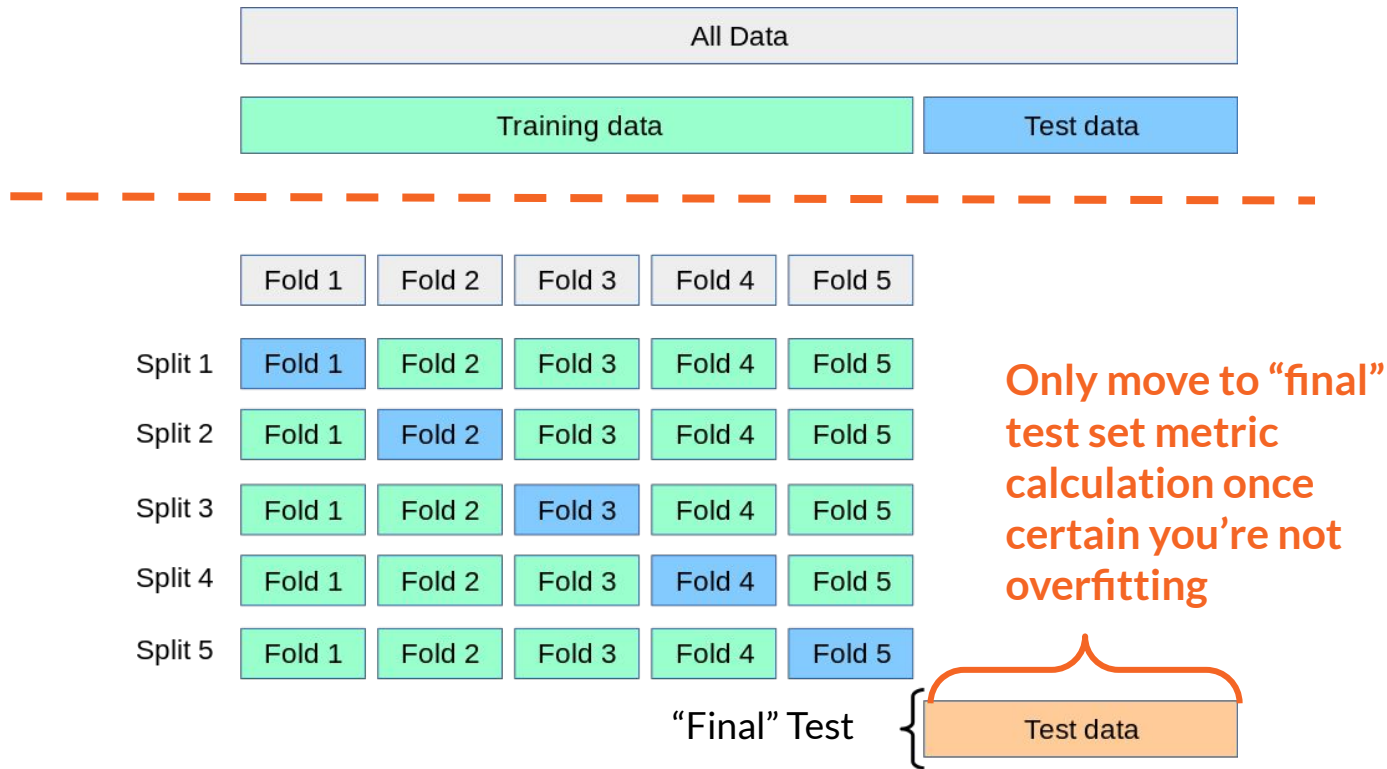 All Data
Training data Test data
Fold 1 Fold 2 Fold 3 Fold 4 Fold 5
Split 1 Fold 1 Fold 2 Fold 3 Fold 4 Fold 5
Split 2 Fold 1 Fold 2 Fold 3 Fold 4 Fold 5
Split 3 Fold 1 Fold 2 Fold 3 Fold 4 Fold 5
Split 4 Fold 1 Fold 2 Fold 3 Fold 4 Fold 5
Split 5 Fold 1 Fold 2 Fold 3 Fold 4 Fold 5
Only move to “final”
test set metric
calculation once
certain you’re not
overfitting
“Final” Test Test data